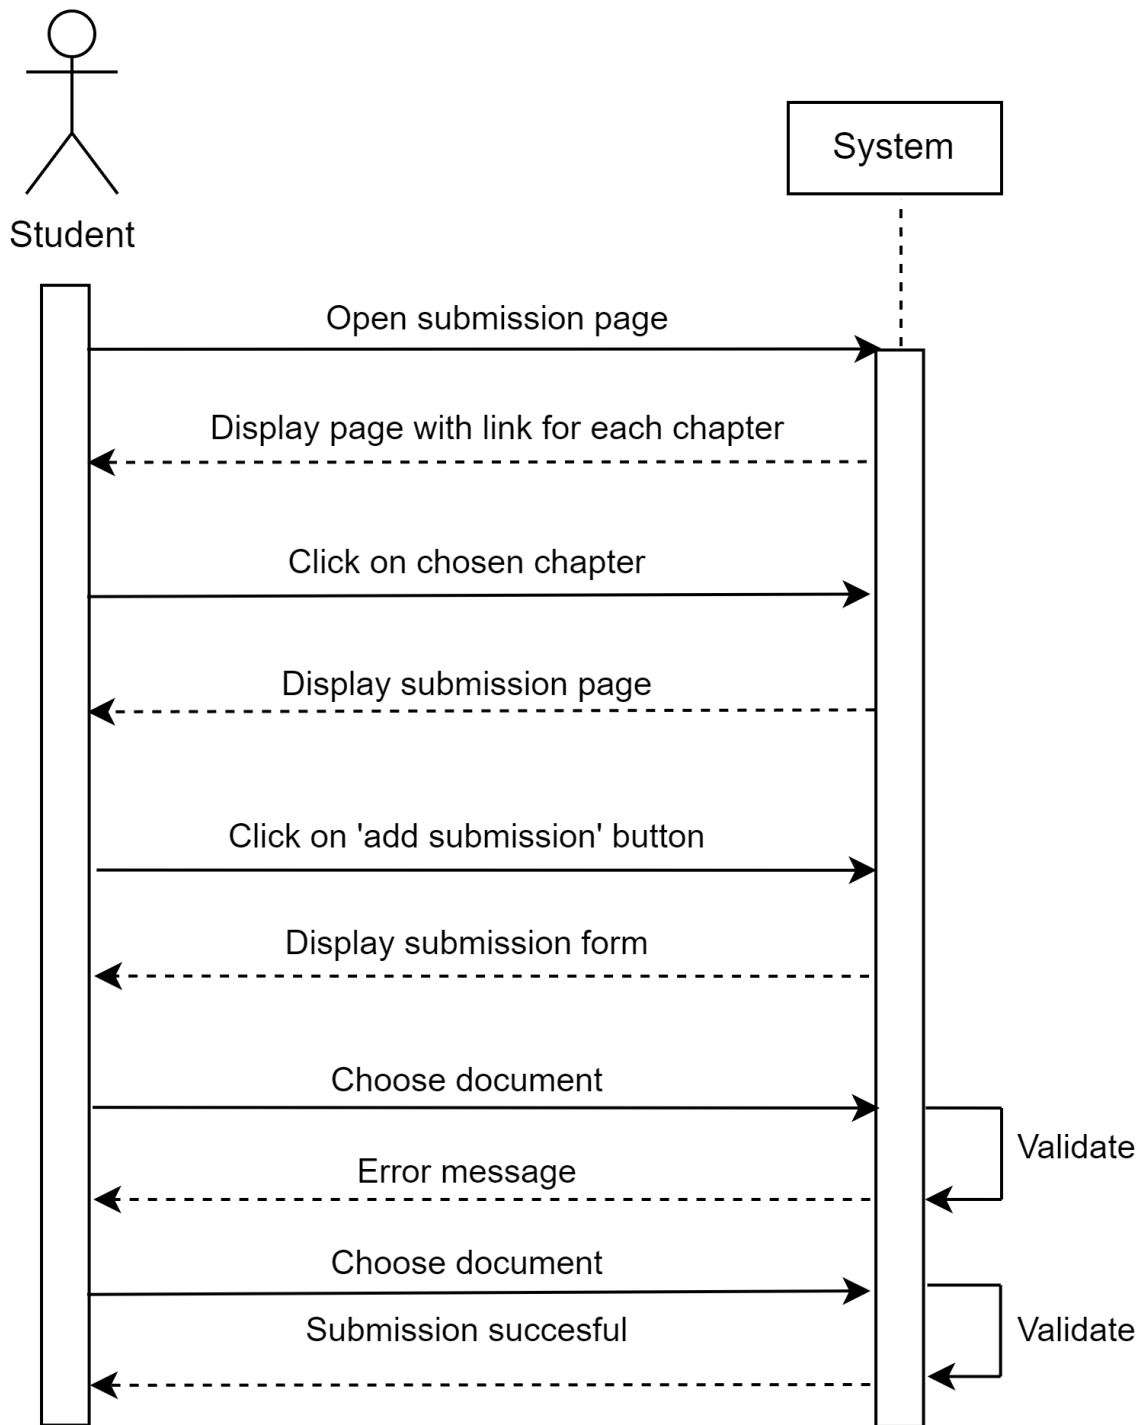 System
Student
Open submission page
Display page with link for each chapter
Click on chosen chapter
Display submission page
Click on 'add submission' button
Display submission form
Choose document
Validate
Error message
Choose document
Submission succesful
Validate